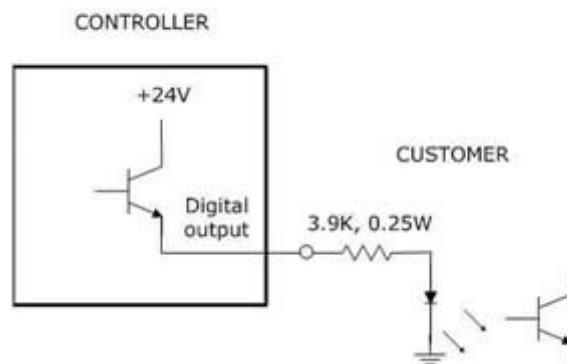 CONTROLLER
+24V
CUSTOMER
Digital
output
3.9K, 0.25W